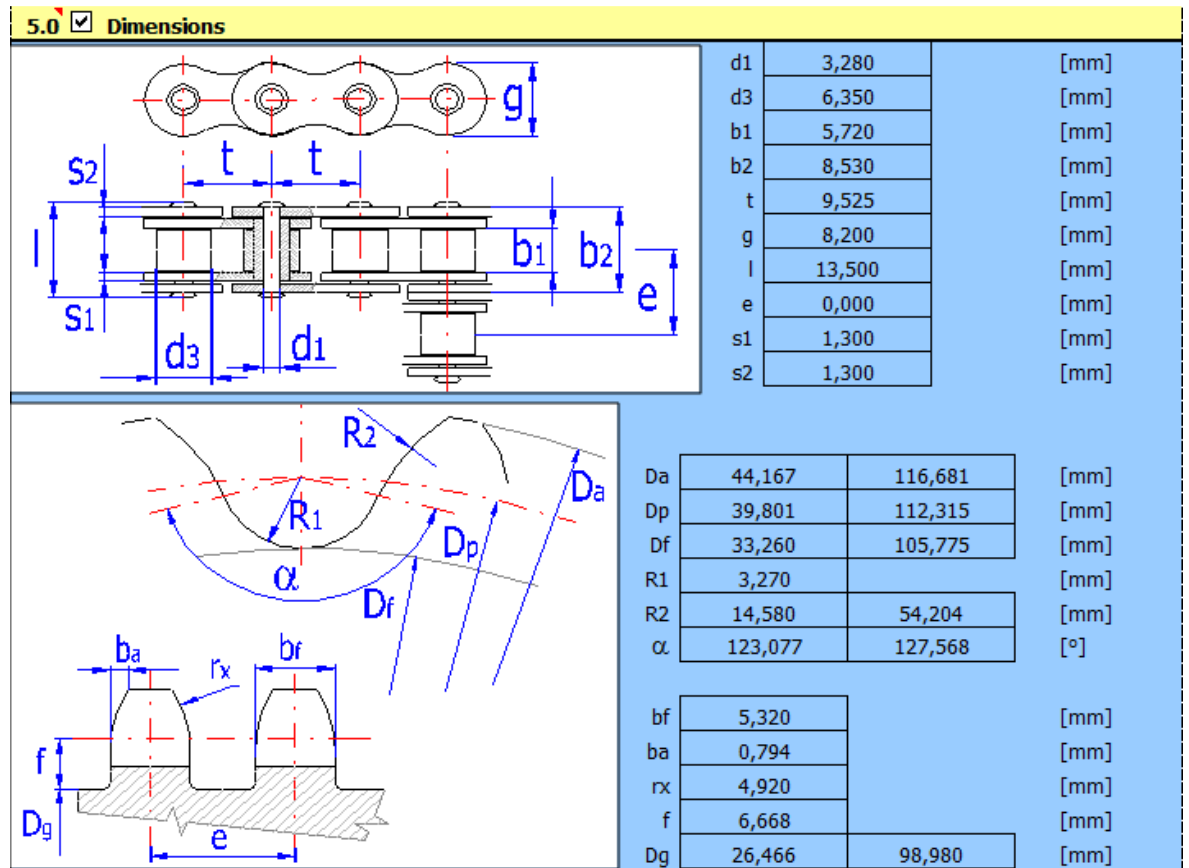 5.0 Dimensions
g
t t
s2
l
b1 b2
e
s1
d3 d1
d1 3,280 [mm]
d3 6,350 [mm]
b1 5,720 [mm]
b2 8,530 [mm]
t 9,525 [mm]
g 8,200 [mm]
l 13,500 [mm]
e 0,000 [mm]
s1 1,300 [mm]
s2 1,300 [mm]
R2
Da
R1
Dp
α
Df
ba bf
rx
f
Dg
e
Da 44,167 116,681 [mm]
Dp 39,801 112,315 [mm]
Df 33,260 105,775 [mm]
R1 3,270 [mm]
R2 14,580 54,204 [mm]
α 123,077 127,568 [°]
bf 5,320 [mm]
ba 0,794 [mm]
rx 4,920 [mm]
f 6,668 [mm]
Dg 26,466 98,980 [mm]